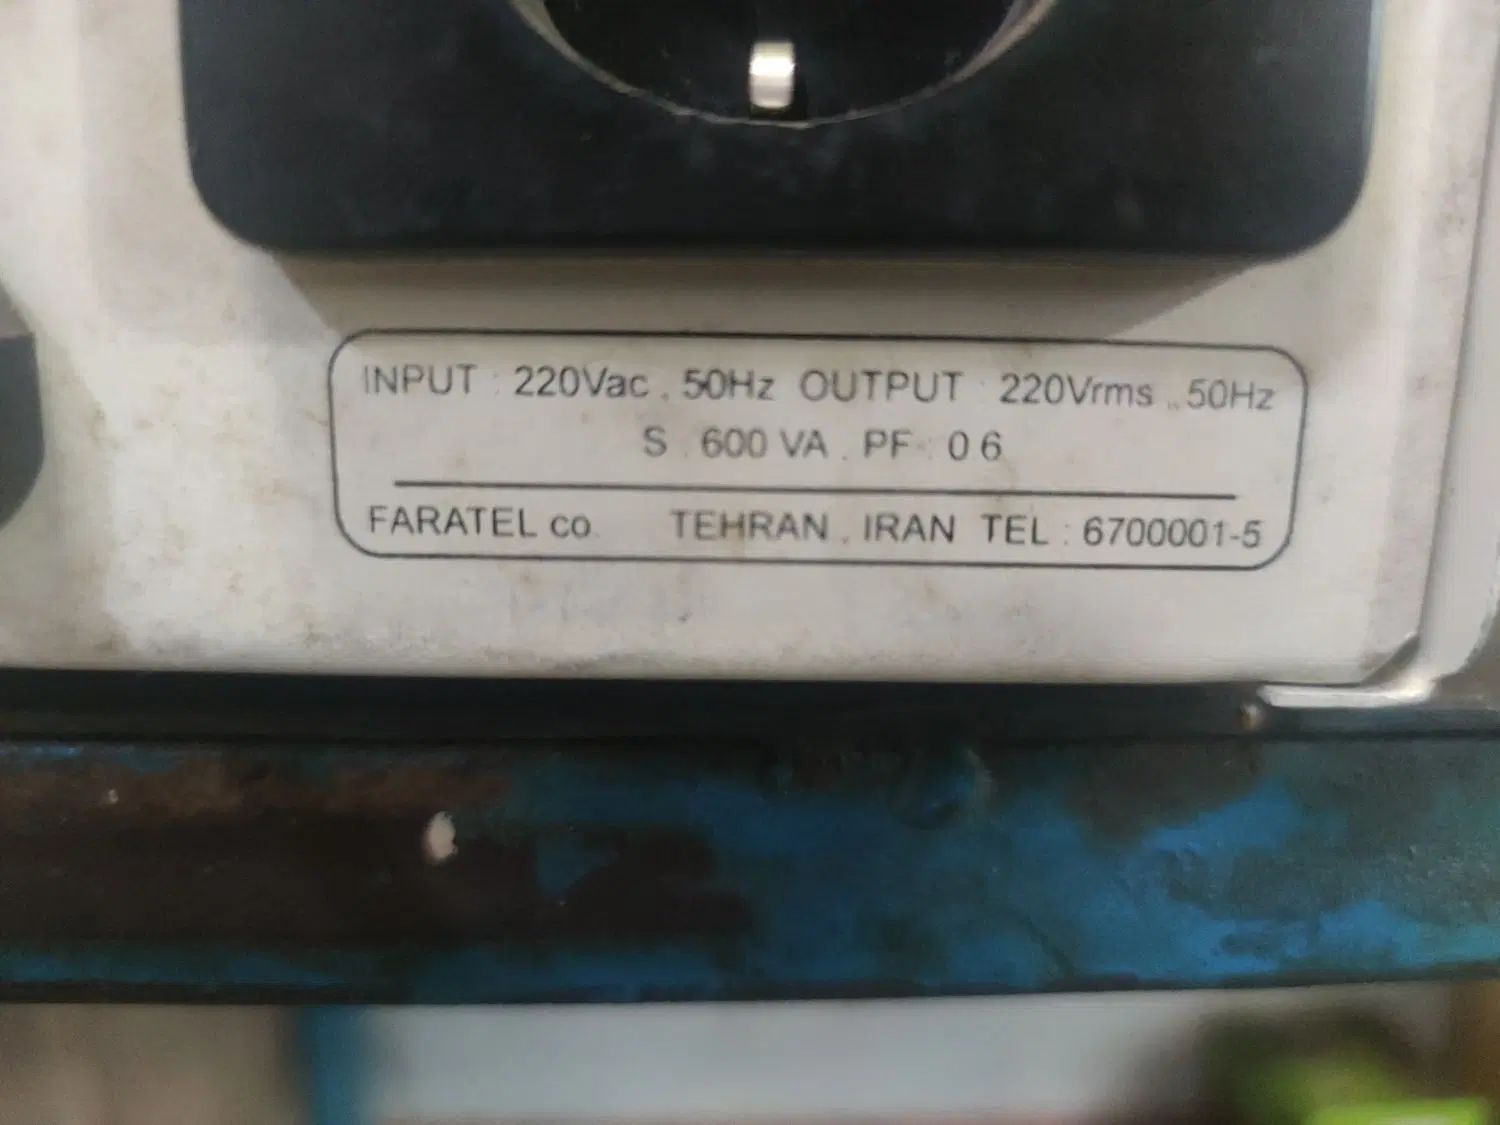 INPUT : 220Vac , 50Hz OUTPUT : 220Vrms , 50Hz
S : 600 VA , PF : 0.6
FARATEL co. TEHRAN , IRAN TEL : 6700001-5